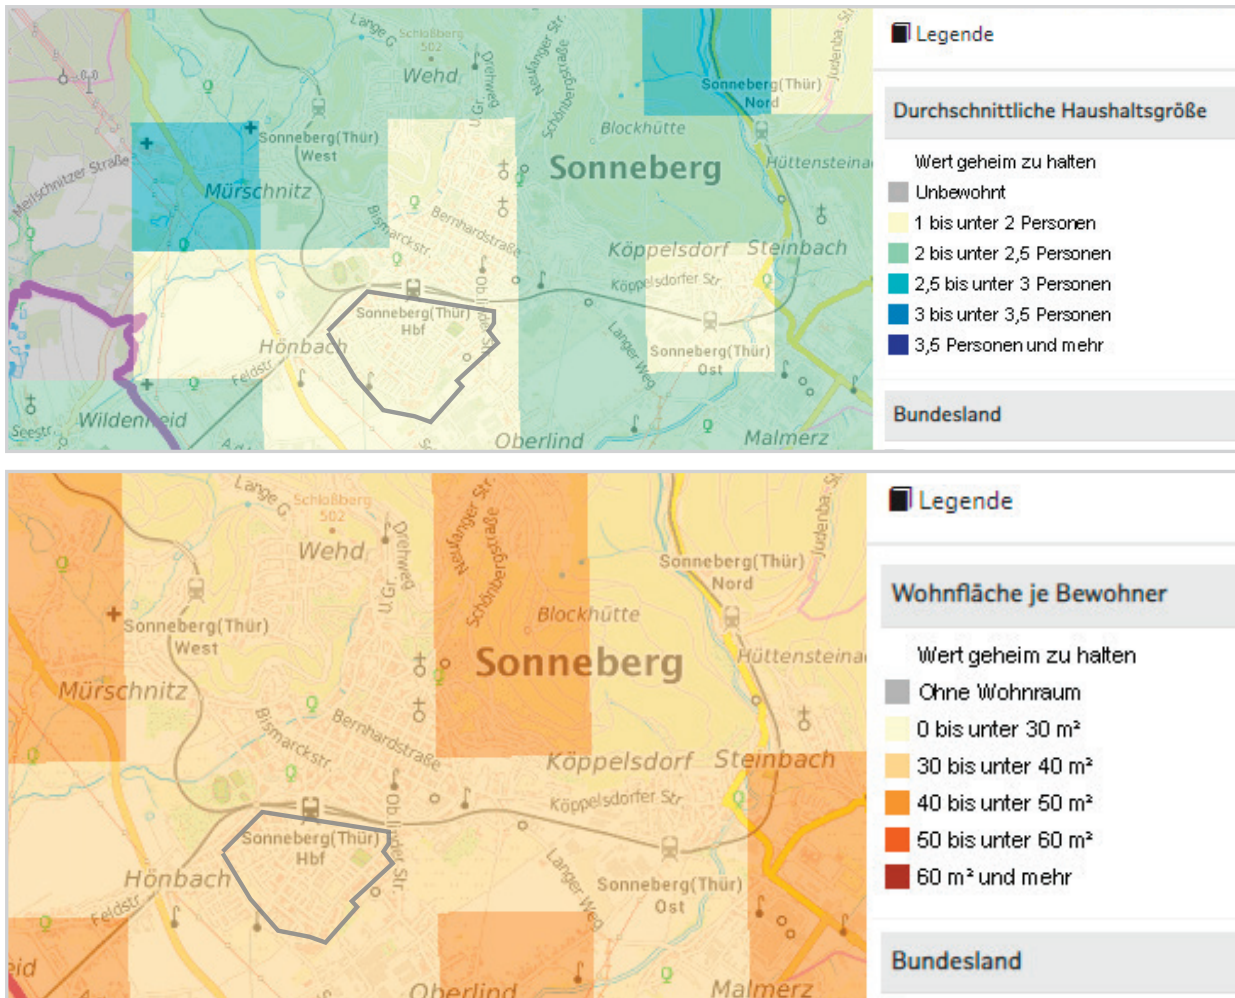 Lange G.
Schloßberg
502
Wehd
Drehweg
U.Gr.
Neufanger Str.
Schönbergstraße
Sonneberg(Thür)
Nord
Judenba.
Meilschnitzer Straße
Sonneberg(Thür)
West
Blockhütte
Sonneberg
Hüttensteina
Mürschnitz
Bismarckstr.
Bernhardstraße
Köppelsdorf
Steinbach
Köppelsdorfer Str.
Sonneberg(Thür)
Hbf
Hönbach
Feldstr.
Langer Weg
Sonneberg(Thür)
Ost
Wildenheid
Seestr.
Oberlind
Malmerz
Legende
Durchschnittliche Haushaltsgröße
Wert geheim zu halten
Unbewohnt
1 bis unter 2 Personen
2 bis unter 2,5 Personen
2,5 bis unter 3 Personen
3 bis unter 3,5 Personen
3,5 Personen und mehr
Bundesland
Lange G.
Schloßberg
502
Wehd
Drehweg
U.Gr.
Neufanger Str.
Schönbergstraße
Sonneberg(Thür)
Nord
Judenba.
Sonneberg(Thür)
West
Blockhütte
Sonneberg
Hüttensteina
Mürschnitz
Bismarckstr.
Bernhardstraße
Köppelsdorf
Steinbach
Köppelsdorfer Str
Ob.linder Str.
Sonneberg(Thür)
Hbf
Hönbach
Feldstr.
Langer Weg
Sonneberg(Thür)
Ost
eid
Oberlind
Malmerz
Legende
Wohnfläche je Bewohner
Wert geheim zu halten
Ohne Wohnraum
0 bis unter 30 m²
30 bis unter 40 m²
40 bis unter 50 m²
50 bis unter 60 m²
60 m² und mehr
Bundesland